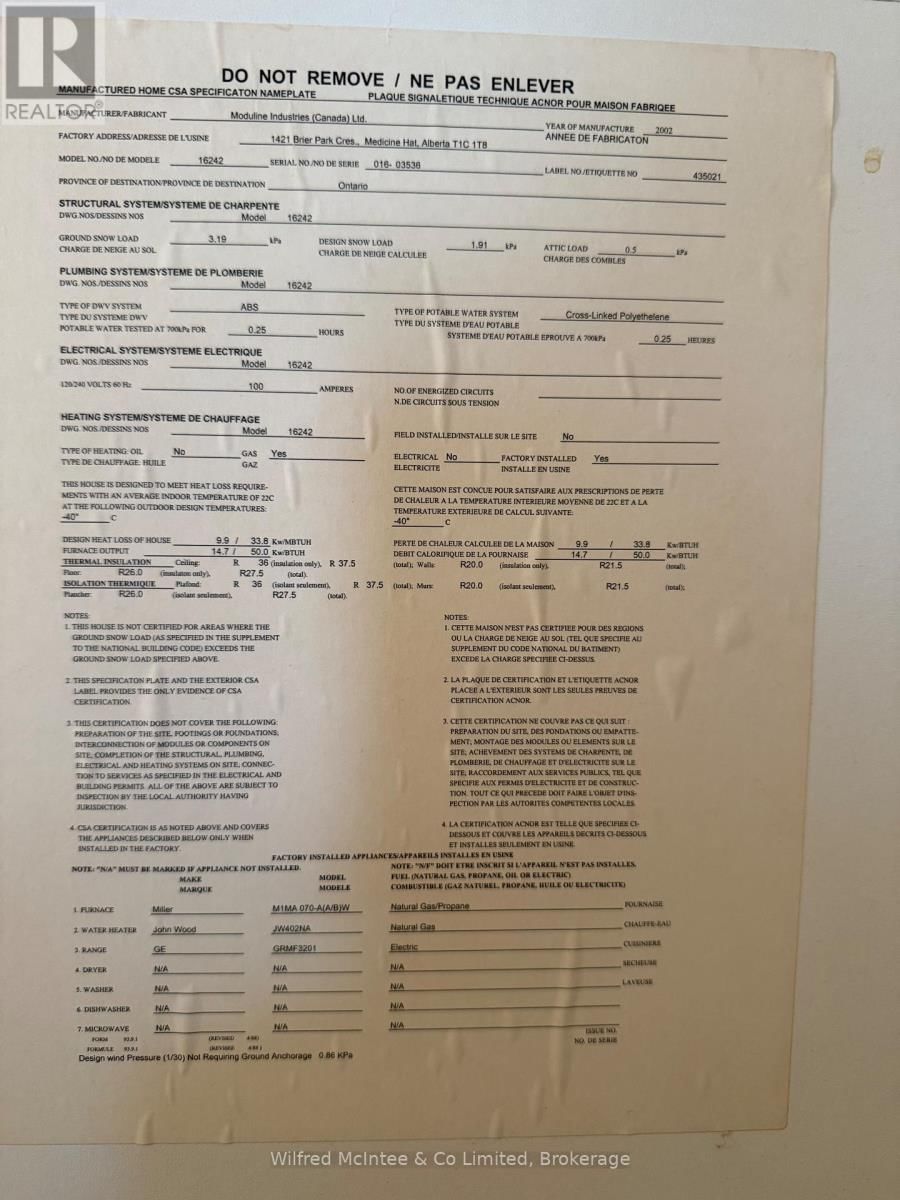 R
REALTOR®
DO NOT REMOVE / NE PAS ENLEVER
MANUFACTURED HOME CSA SPECIFICATON NAMEPLATE PLAQUE SIGNALETIQUE TECHNIQUE ACNOR POUR MAISON FABRIQEE
MANUFACTURER/FABRICANT Moduline Industries (Canada) Ltd. YEAR OF MANUFACTURE 2002
ANNEE DE FABRICATON
FACTORY ADDRESS/ADRESSE DE L'USINE 1421 Brier Park Cres., Medicine Hat, Alberta T1C 1T8
MODEL NO./NO DE MODELE 16242 SERIAL NO./NO DE SERIE 016- 03536 LABEL NO./ETIQUETTE NO 435021
PROVINCE OF DESTINATION/PROVINCE DE DESTINATION Ontario
STRUCTURAL SYSTEM/SYSTEME DE CHARPENTE
DWG.NOS/DESSINS NOS Model 16242
GROUND SNOW LOAD 3.19 kPa DESIGN SNOW LOAD 1.91 kPa ATTIC LOAD 0.5 kPa
CHARGE DE NEIGE AU SOL CHARGE DE NEIGE CALCULEE CHARGE DES COMBLES
PLUMBING SYSTEM/SYSTEME DE PLOMBERIE
DWG. NOS./DESSINS NOS Model 16242
TYPE OF DWV SYSTEM ABS TYPE OF POTABLE WATER SYSTEM Cross-Linked Polyethelene
TYPE DU SYSTEME DWV TYPE DU SYSTEME D'EAU POTABLE
POTABLE WATER TESTED AT 700kPa FOR 0.25 HOURS SYSTEME D'EAU POTABLE EPROUVE A 700kPa 0.25 HEURES
ELECTRICAL SYSTEM/SYSTEME ELECTRIQUE
DWG. NOS./DESSINS NOS Model 16242
120/240 VOLTS 60 Hz 100 AMPERES NO.OF ENERGIZED CIRCUITS
N.DE CIRCUITS SOUS TENSION
HEATING SYSTEM/SYSTEME DE CHAUFFAGE
DWG. NOS/DESSINS NOS Model 16242 FIELD INSTALLED/INSTALLE SUR LE SITE No
TYPE OF HEATING: OIL No GAS Yes ELECTRICAL No FACTORY INSTALLED Yes
TYPE DE CHAUFFAGE: HUILE GAZ ELECTRICITE INSTALLE EN USINE
THIS HOUSE IS DESIGNED TO MEET HEAT LOSS REQUIRE-
MENTS WITH AN AVERAGE INDOOR TEMPERATURE OF 22C
AT THE FOLLOWING OUTDOOR DESIGN TEMPERATURES:
-40° C
CETTE MAISON EST CONCUE POUR SATISFAIRE AUX PRESCRIPTIONS DE PERTE
DE CHALEUR A LA TEMPERATURE INTERIEURE MOYENNE DE 22C ET A LA
TEMPERATURE EXTERIEURE DE CALCUL SUIVANTE:
-40° C
DESIGN HEAT LOSS OF HOUSE 9.9 / 33.8 Kw/MBTUH PERTE DE CHALEUR CALCULEE DE LA MAISON 9.9 / 33.8 Kw/BTUH
FURNACE OUTPUT 14.7 / 50.0 Kw/BTUH DEBIT CALORIFIQUE DE LA FOURNAISE 14.7 / 50.0 Kw/BTUH
THERMAL INSULATION Ceiling: R 36 (insulation only), R 37.5 (total); Walls: R20.0 (insulation only), R21.5 (total);
Floor: R26.0 (insulaton only), R27.5 (total).
ISOLATION THERMIQUE Plafond: R 36 (isolant seulement), R 37.5 (total), Murs: R20.0 (isolant seulement), R21.5 (total);
Plancher: R26.0 (isolant seulement), R27.5 (total).
NOTES:
1. THIS HOUSE IS NOT CERTIFIED FOR AREAS WHERE THE
GROUND SNOW LOAD (AS SPECIFIED IN THE SUPPLEMENT
TO THE NATIONAL BUILDING CODE) EXCEEDS THE
GROUND SNOW LOAD SPECIFIED ABOVE.
2. THIS SPECIFICATON PLATE AND THE EXTERIOR CSA
LABEL PROVIDES THE ONLY EVIDENCE OF CSA
CERTIFICATION.
3. THIS CERTIFICATION DOES NOT COVER THE FOLLOWING:
PREPARATION OF THE SITE, FOOTINGS OR FOUNDATIONS;
INTERCONNECTION OF MODULES OR COMPONENTS ON
SITE; COMPLETION OF THE STRUCTURAL, PLUMBING,
ELECTRICAL AND HEATING SYSTEMS ON SITE; CONNEC-
TION TO SERVICES AS SPECIFIED IN THE ELECTRICAL AND
BUILDING PERMITS. ALL OF THE ABOVE ARE SUBJECT TO
INSPECTION BY THE LOCAL AUTHORITY HAVING
JURISDICTION.
4. CSA CERTIFICATION IS AS NOTED ABOVE AND COVERS
THE APPLIANCES DESCRIBED BELOW ONLY WHEN
INSTALLED IN THE FACTORY.
NOTES:
1. CETTE MAISON N'EST PAS CERTIFIEE POUR DES REGIONS
OU LA CHARGE DE NEIGE AU SOL (TEL QUE SPECIFIE AU
SUPPLEMENT DU CODE NATIONAL DU BATIMENT)
EXCEDE LA CHARGE SPECIFIEE CI-DESSUS.
2. LA PLAQUE DE CERTIFICATION ET L'ETIQUETTE ACNOR
PLACEE A L'EXTERIEUR SONT LES SEULES PREUVES DE
CERTIFICATION ACNOR.
3. CETTE CERTIFICATION NE COUVRE PAS CE QUI SUIT :
PREPARATION DU SITE, DES FONDATIONS OU EMPATTE-
MENT; MONTAGE DES MODULES OU ELEMENTS SUR LE
SITE; ACHEVEMENT DES SYSTEMES DE CHARPENTE, DE
PLOMBERIE, DE CHAUFFAGE ET D'ELECTRICITE SUR LE
SITE; RACCORDEMENT AUX SERVICES PUBLICS, TEL QUE
SPECIFIE AUX PERMIS D'ELECTRICITE ET DE CONSTRUC-
TION. TOUT CE QUI PRECEDE DOIT FAIRE L'OBJET D'INS-
PECTION PAR LES AUTORITES COMPETENTES LOCALES.
4. LA CERTIFICATION ACNOR EST TELLE QUE SPECIFIEE CI-
DESSOUS ET COUVRE LES APPAREILS DECRITS CI-DESSOUS
ET INSTALLES SEULEMENT EN USINE.
FACTORY INSTALLED APPLIANCES/APPAREILS INSTALLES EN USINE
NOTE: "N/A" MUST BE MARKED IF APPLIANCE NOT INSTALLED. NOTE: "N/F" DOIT ETRE INSCRIT SI L'APPAREIL N'EST PAS INSTALLES.
MAKE MODEL FUEL (NATURAL GAS, PROPANE, OIL OR ELECTRIC)
MARQUE MODELE COMBUSTIBLE (GAZ NATUREL, PROPANE, HUILE OU ELECTRICITE)
1. FURNACE Miller M1MA 070-A(A/B)W Natural Gas/Propane FOURNAISE
2. WATER HEATER John Wood JW402NA Natural Gas CHAUFFE-EAU
3. RANGE GE GRMF3201 Electric CUISINIERE
4. DRYER N/A N/A N/A SECHEUSE
5. WASHER N/A N/A N/A LAVEUSE
6. DISHWASHER N/A N/A N/A
7. MICROWAVE N/A N/A N/A
FORM 93.9.1 (REVISED 4/88) ISSUE NO.
FORMULE 93.9.1 (REVISED 4/88) NO. DE SERIE
Design wind Pressure (1/30) Not Requiring Ground Anchorage 0.86 KPa
Wilfred McIntee & Co Limited, Brokerage